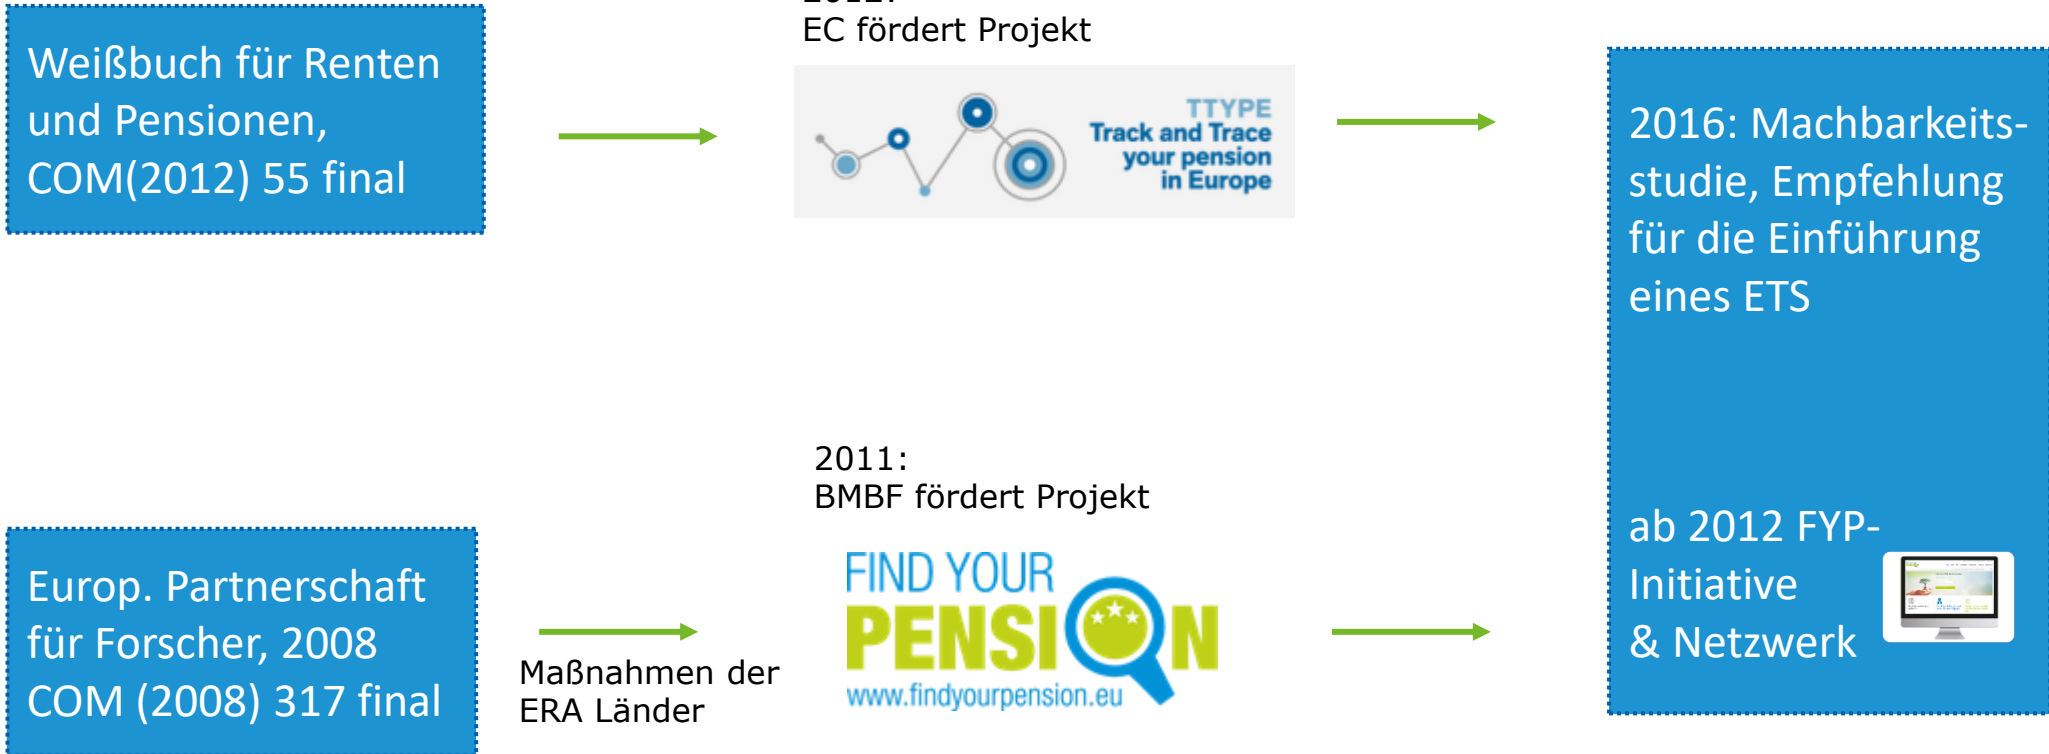 Weißbuch für Renten
und Pensionen,
COM(2012) 55 final
EC fördert Projekt
TTYPE
Track and Trace
your pension
in Europe
2016: Machbarkeits-
studie, Empfehlung
für die Einführung
eines ETS
Europ. Partnerschaft
für Forscher, 2008
COM (2008) 317 final
Maßnahmen der
ERA Länder
2011:
BMBF fördert Projekt
FIND YOUR
PENSION
www.findyourpension.eu
ab 2012 FYP-
Initiative
& Netzwerk